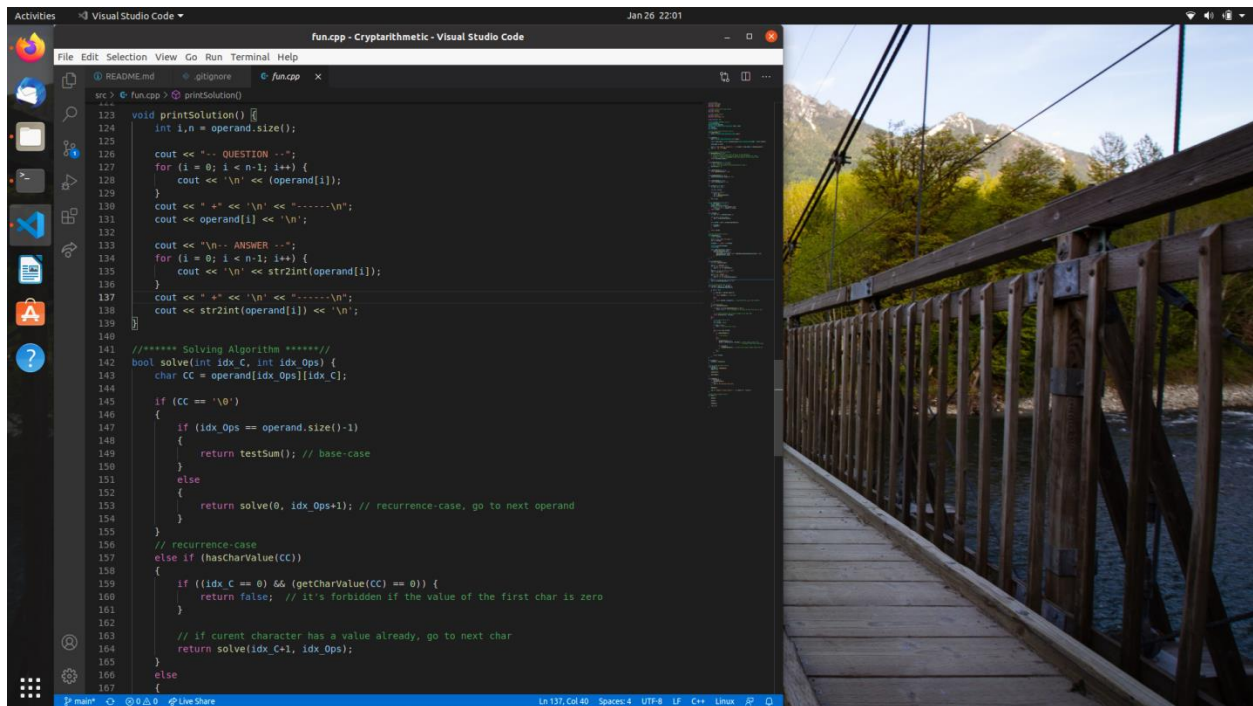 Activities
Visual Studio Code
Jan 26 22:01
fun.cpp - Cryptarithmetic - Visual Studio Code
File Edit Selection View Go Run Terminal Help
README.md .gitignore fun.cpp
src > fun.cpp > printSolution()
122
123 void printSolution() {
124 int i,n = operand.size();
125
126 cout << "-- QUESTION --";
127 for (i = 0; i < n-1; i++) {
128 cout << '\n' << (operand[i]);
129 }
130 cout << " +" << '\n' << "------\n";
131 cout << operand[i] << '\n';
132
133 cout << "\n-- ANSWER --";
134 for (i = 0; i < n-1; i++) {
135 cout << '\n' << str2int(operand[i]);
136 }
137 cout << " +" << '\n' << "------\n";
138 cout << str2int(operand[i]) << '\n';
139 }
140
141 //****** Solving Algorithm ******//
142 bool solve(int idx_C, int idx_Ops) {
143 char CC = operand[idx_Ops][idx_C];
144
145 if (CC == '\0')
146 {
147 if (idx_Ops == operand.size()-1)
148 {
149 return testSum(); // base-case
150 }
151 else
152 {
153 return solve(0, idx_Ops+1); // recurrence-case, go to next operand
154 }
155 }
156 // recurrence-case
157 else if (hasCharValue(CC))
158 {
159 if ((idx_C == 0) && (getCharValue(CC) == 0)) {
160 return false; // it's forbidden if the value of the first char is zero
161 }
162
163 // if curent character has a value already, go to next char
164 return solve(idx_C+1, idx_Ops);
165 }
166 else
167 {
main* 0 0 Live Share
Ln 137, Col 40 Spaces: 4 UTF-8 LF C++ Linux